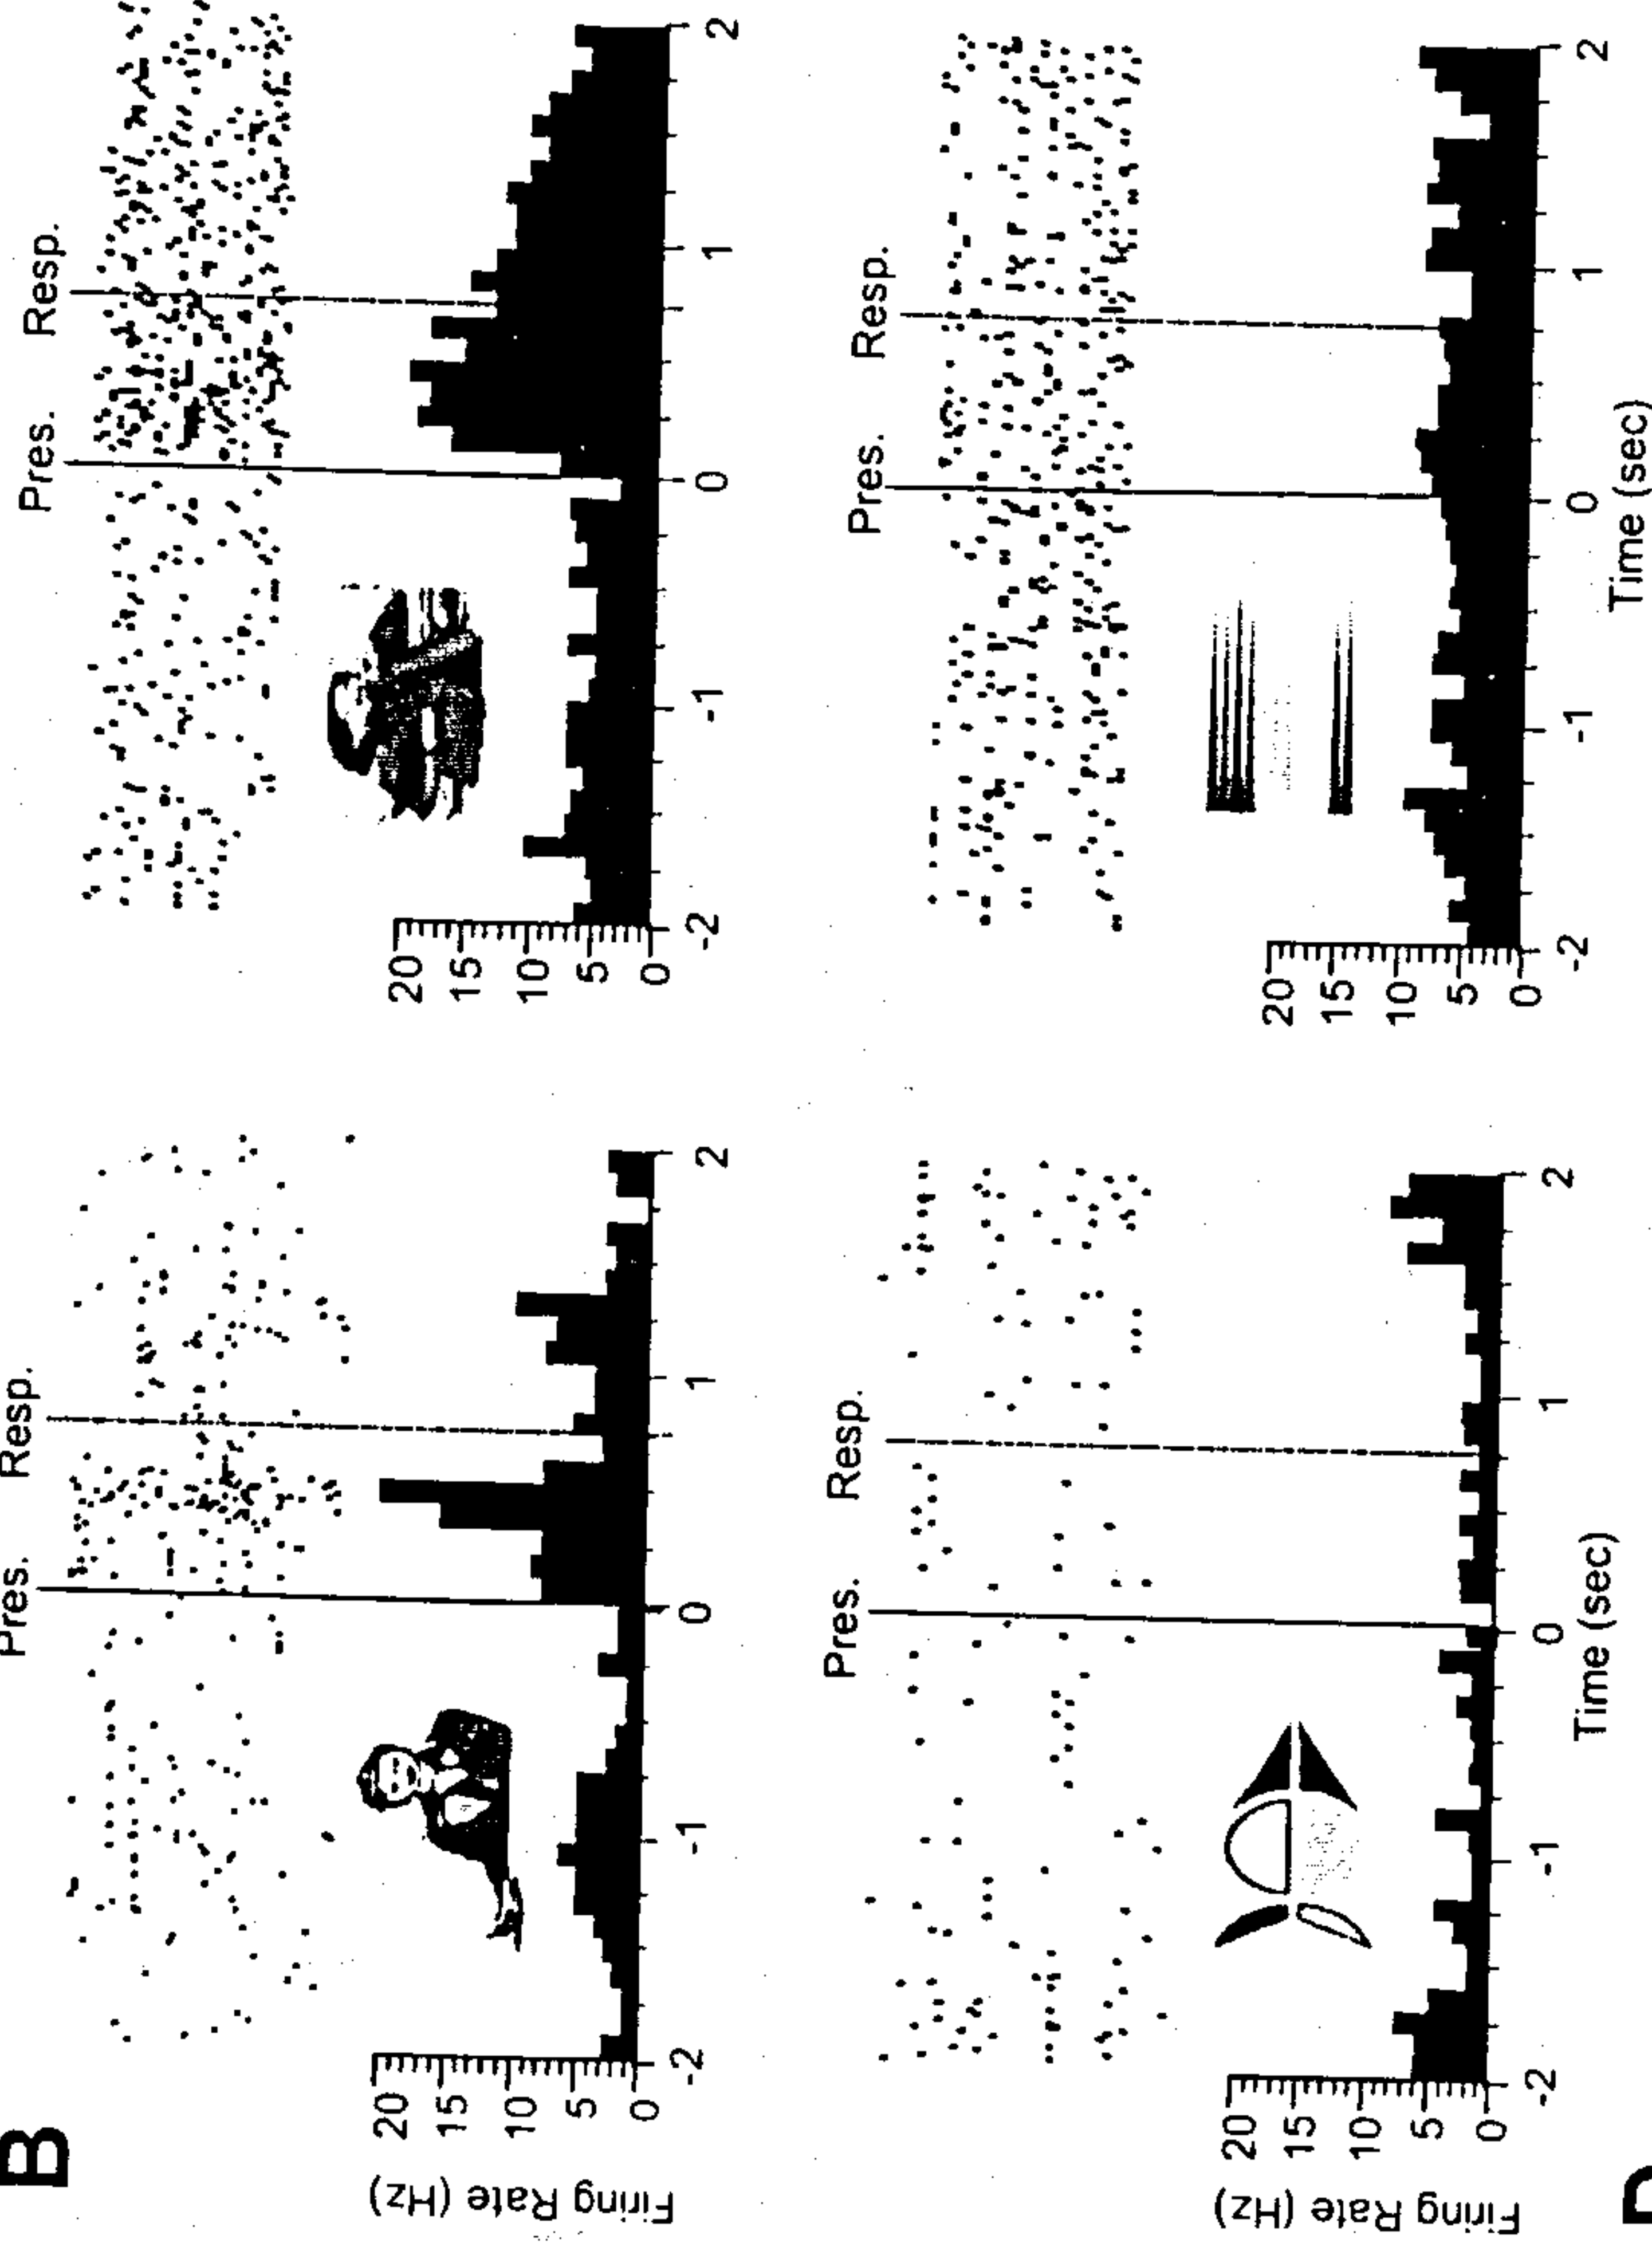 B
Pres. Resp. Pres. Resp.
Firing Rate (Hz)
20 20
15 15
10 10
5 5
0 0
-2 -1 0 1 2 -2 -1 0 1 2
Pres. Resp. Pres. Resp.
Firing Rate (Hz)
20 20
15 15
10 10
5 5
0 0
-2 -1 0 1 2 -2 -1 0 1 2
Time (sec) Time (sec)